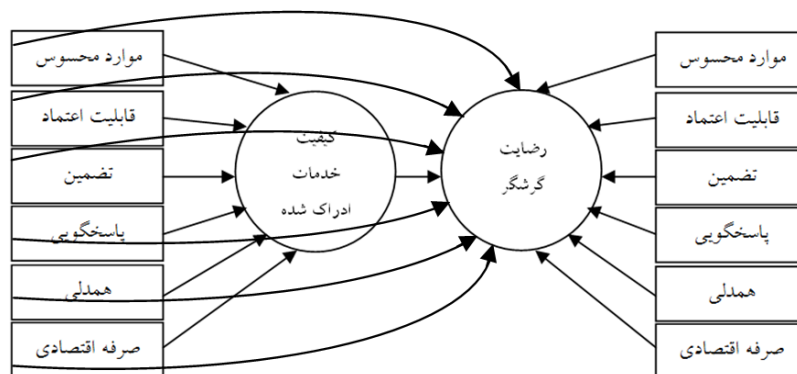 موارد محسوس
قابلیت اعتماد
تضمین
پاسخگویی
همدلی
صرفه اقتصادی
رضایت
گرشگر
کیفیت
خدمات
ادراک شده
موارد محسوس
قابلیت اعتماد
تضمین
پاسخگویی
همدلی
صرفه اقتصادی